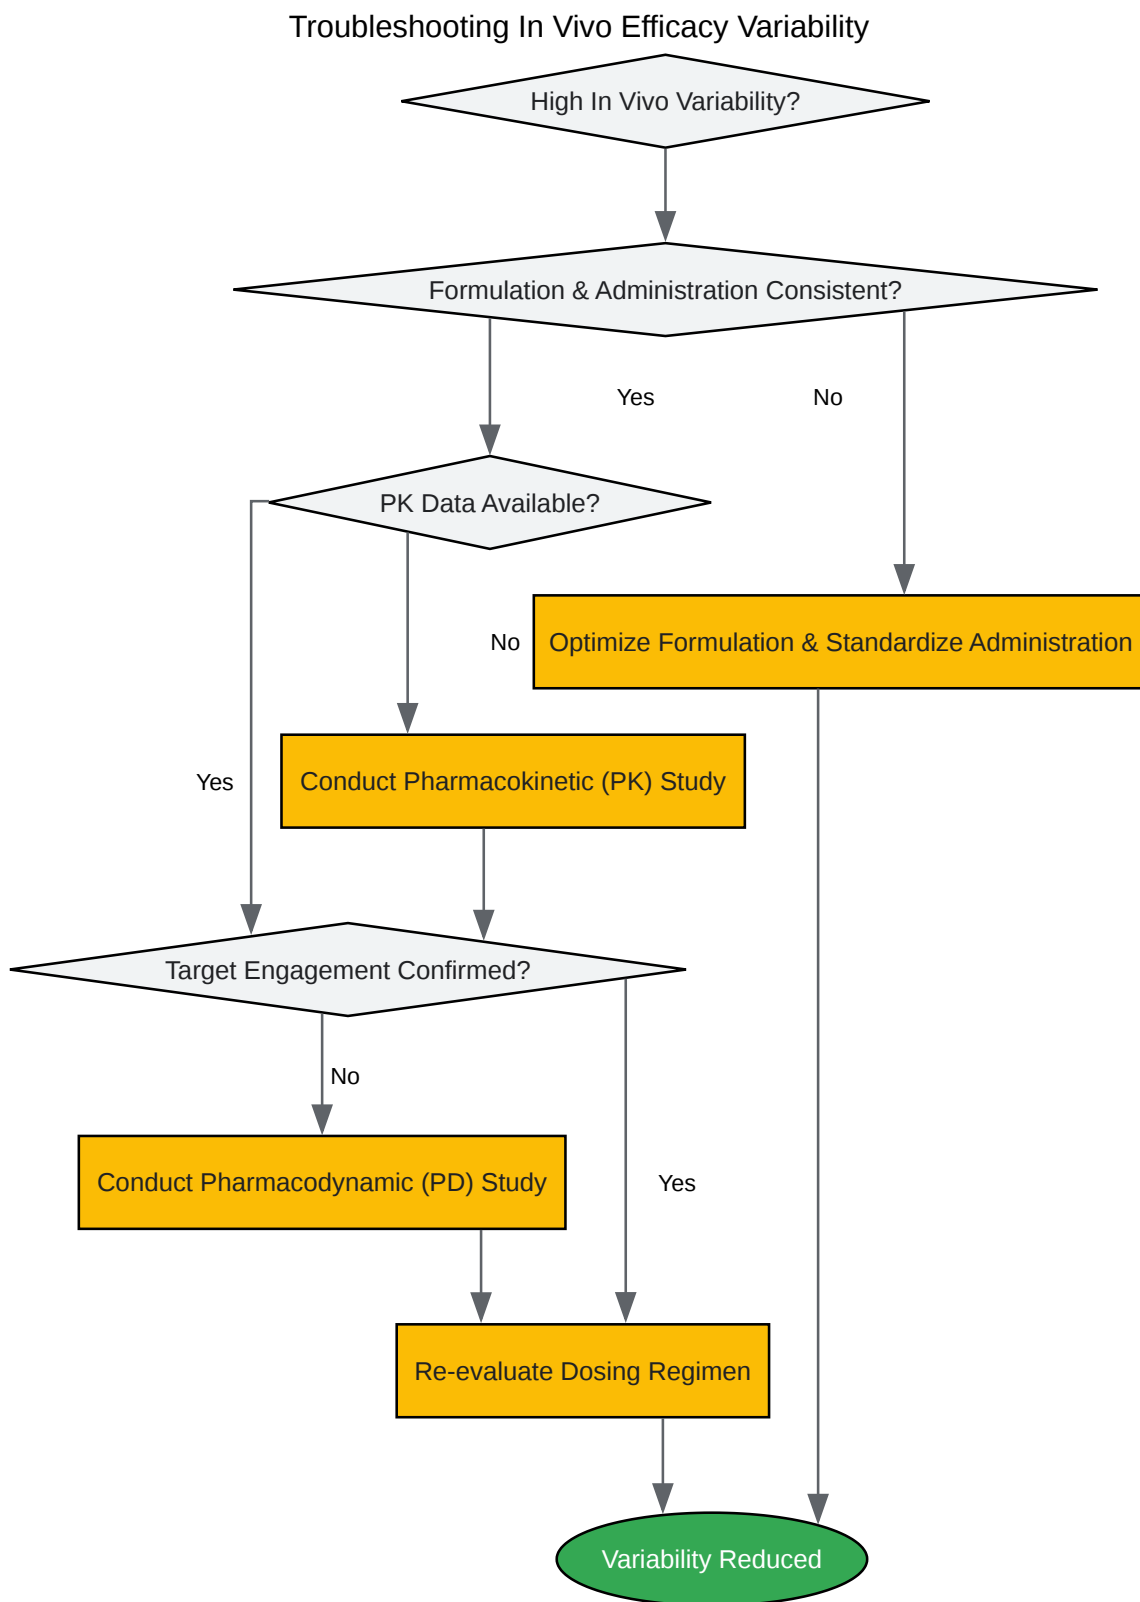 Troubleshooting In Vivo Efficacy Variability
High In Vivo Variability?
Formulation & Administration Consistent?
Yes
No
PK Data Available?
No
Optimize Formulation & Standardize Administration
Yes
Conduct Pharmacokinetic (PK) Study
Target Engagement Confirmed?
No
Conduct Pharmacodynamic (PD) Study
Yes
Re-evaluate Dosing Regimen
Variability Reduced